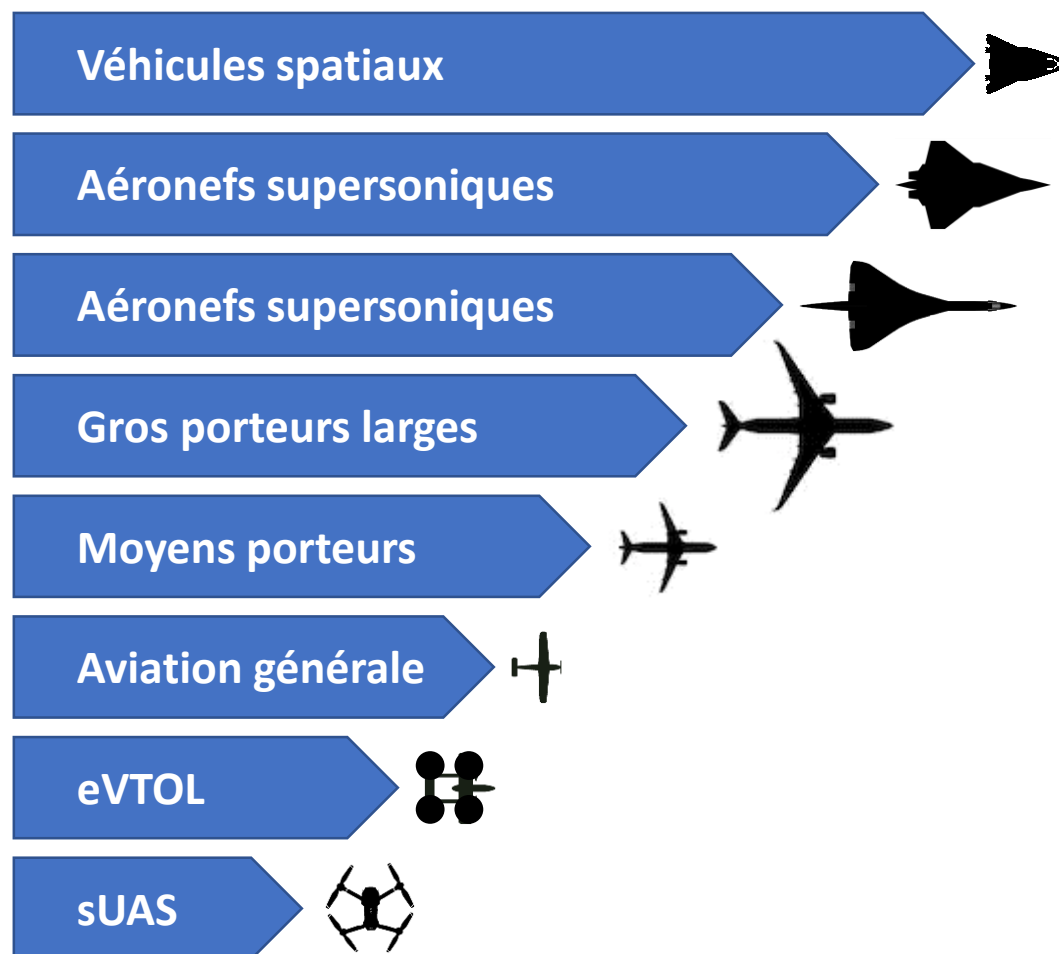 Véhicules spatiaux
Aéronefs supersoniques
Aéronefs supersoniques
Gros porteurs larges
Moyens porteurs
Aviation générale
eVTOL
sUAS